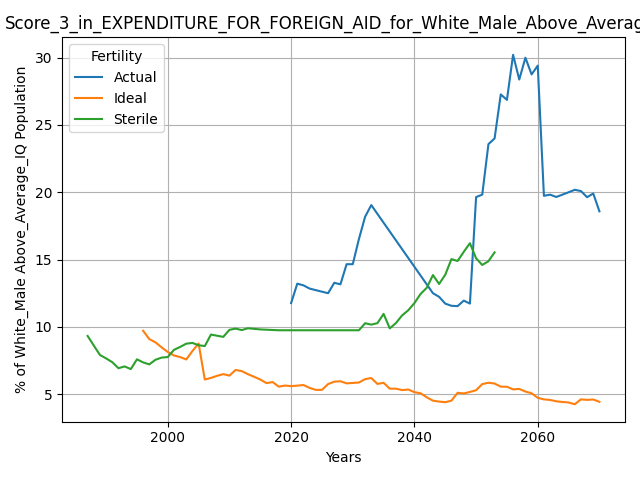 Score_3_in_EXPENDITURE_FOR_FOREIGN_AID_for_White_Male_Above_Averag
Fertility
Actual
Ideal
Sterile
% of White_Male Above_Average_IQ Population
30
25
20
15
10
5
2000 2020 2040 2060
Years